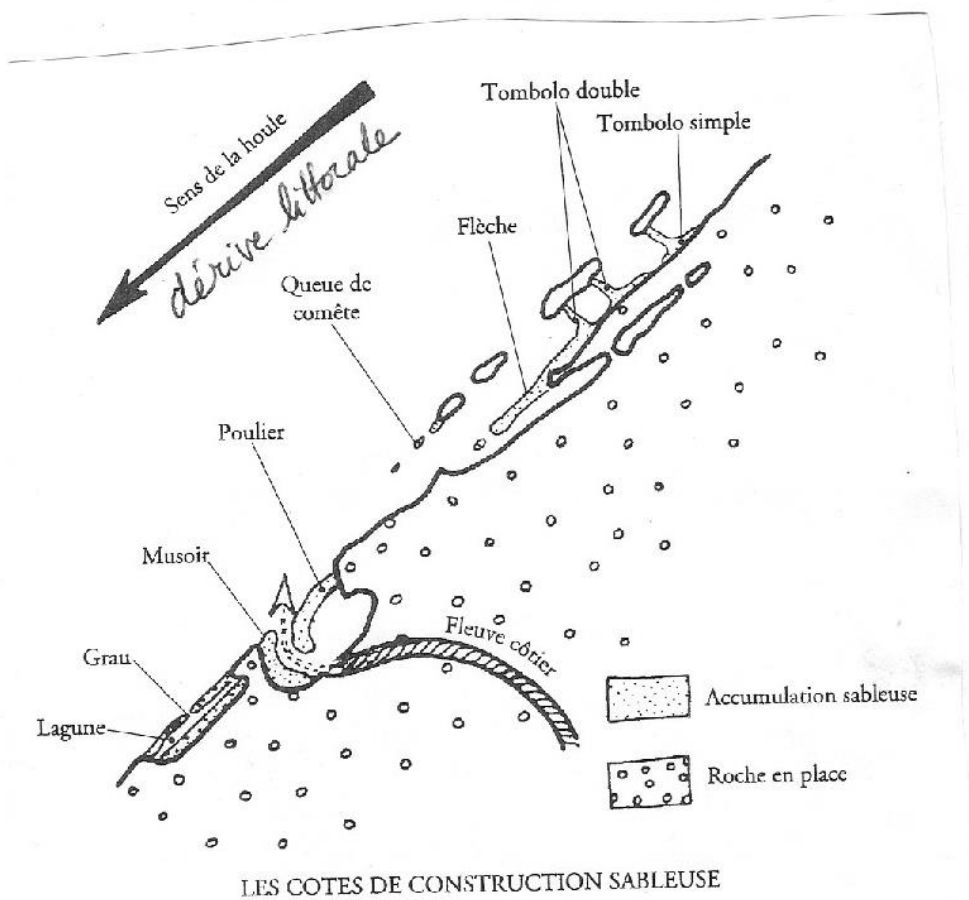 Tombolo double
Tombolo simple
Sens de la houle
dérive littorale
Flèche
Queue de
comête
Poulier
Musoir
Fleuve côtier
Grau
Lagune
Accumulation sableuse
Roche en place
LES COTES DE CONSTRUCTION SABLEUSE